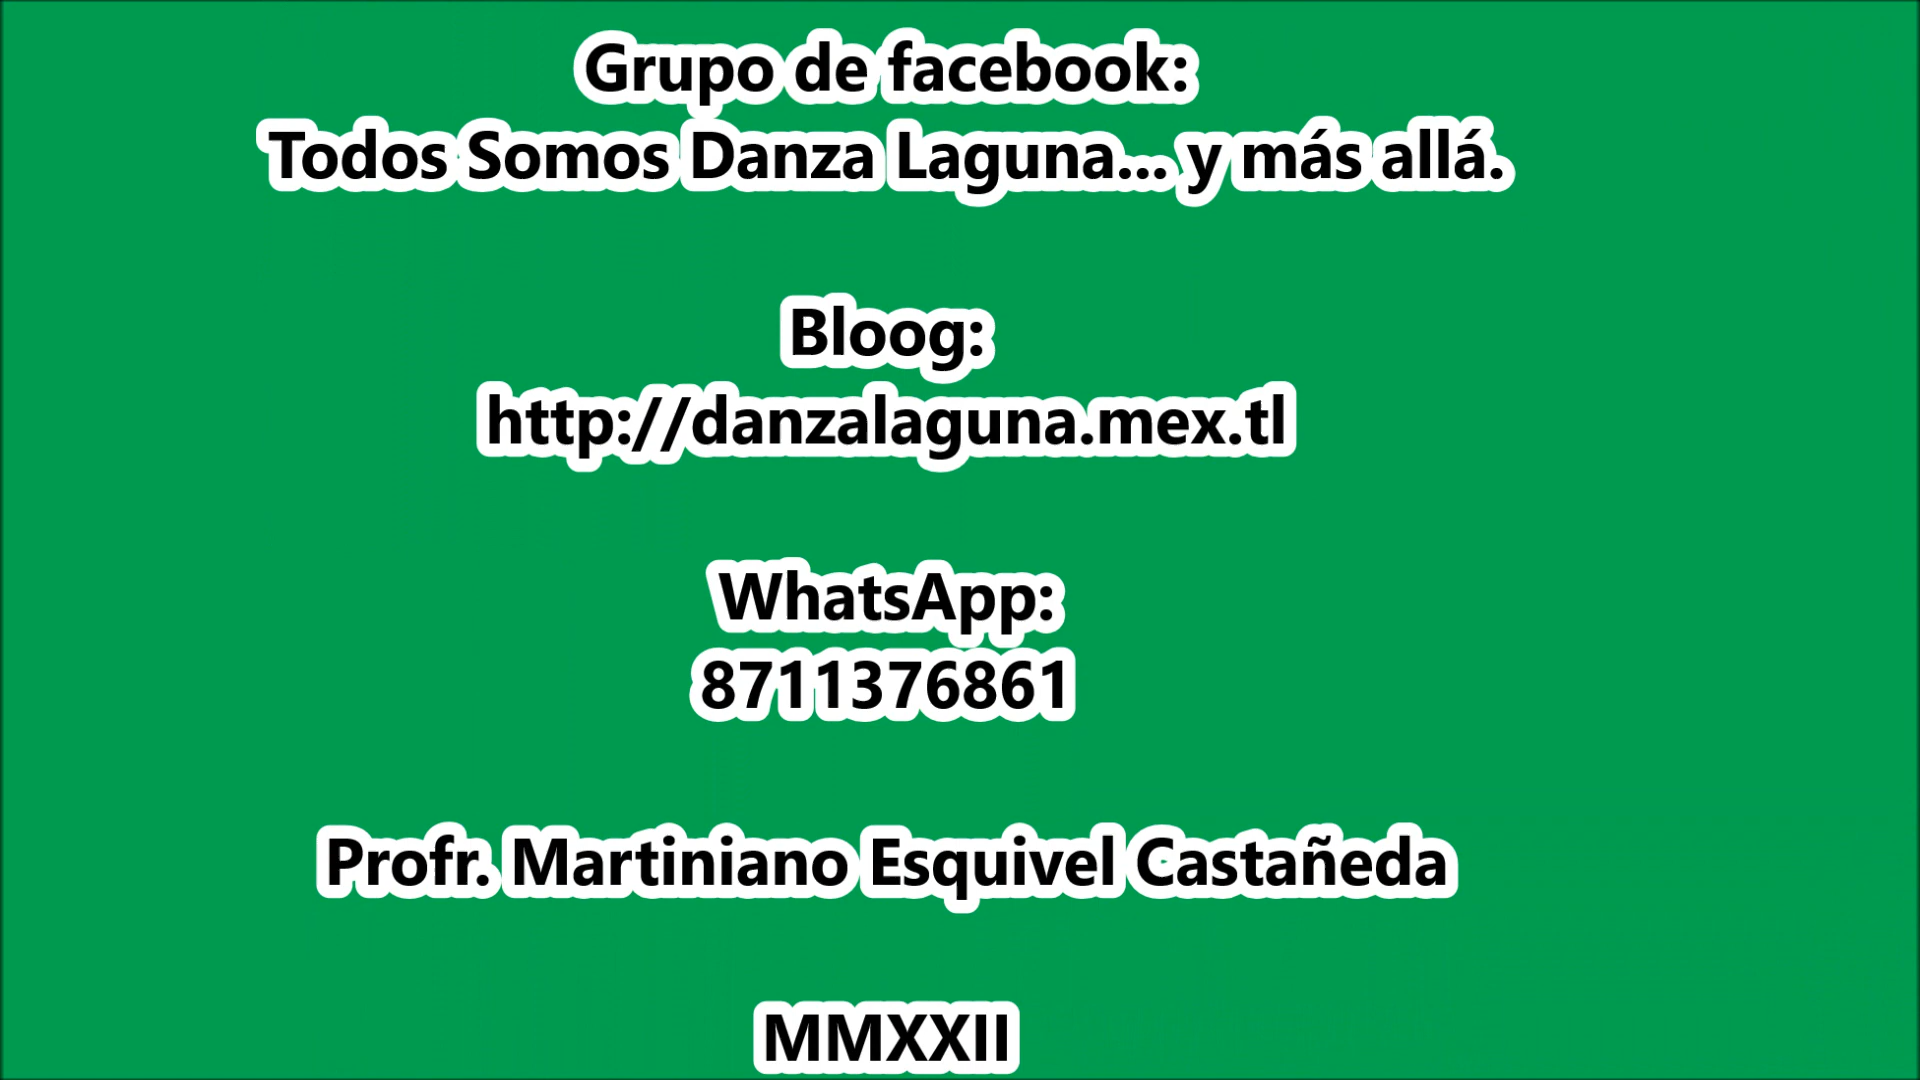 Grupo de facebook:
Todos Somos Danza Laguna... y más allá.
Bloog:
http://danzalaguna.mex.tl
WhatsApp:
8711376861
Profr. Martiniano Esquivel Castañeda
MMXXII